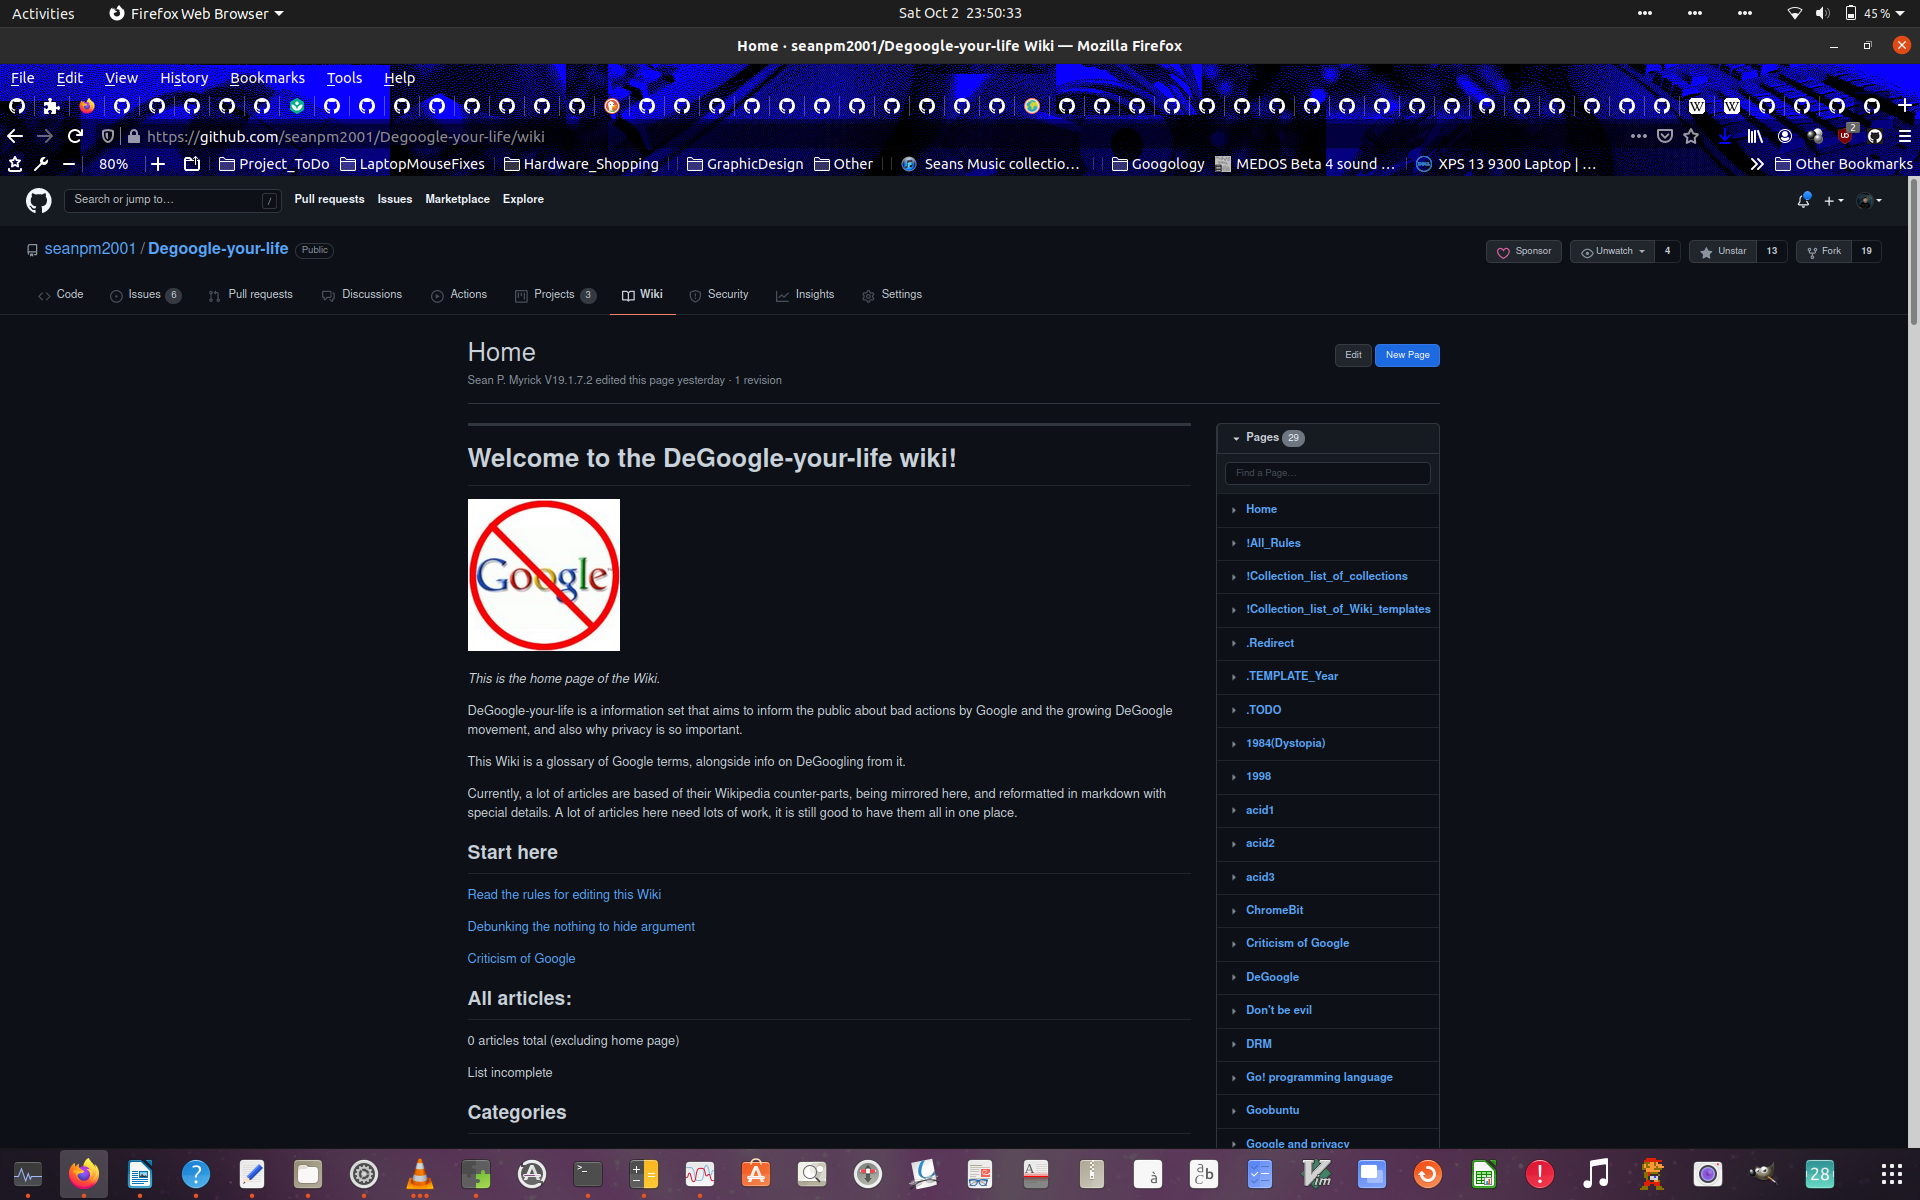 Activities
Firefox Web Browser
Sat Oct 2 23:50:33
45 %
Home · seanpm2001/Degoogle-your-life Wiki — Mozilla Firefox
File Edit View History Bookmarks Tools Help
https://github.com/seanpm2001/Degoogle-your-life/wiki
2
80%
Project_ToDo
LaptopMouseFixes
Hardware_Shopping
GraphicDesign
Other
Seans Music collectio…
Googology
MEDOS Beta 4 sound …
XPS 13 9300 Laptop | …
Other Bookmarks
Search or jump to… /
Pull requests Issues Marketplace Explore
seanpm2001 / Degoogle-your-life Public
Sponsor Unwatch 4 Unstar 13 Fork 19
Code Issues 6 Pull requests Discussions Actions Projects 3 Wiki Security Insights Settings
Home
Edit New Page
Sean P. Myrick V19.1.7.2 edited this page yesterday · 1 revision
Welcome to the DeGoogle-your-life wiki!
Google
This is the home page of the Wiki.
DeGoogle-your-life is a information set that aims to inform the public about bad actions by Google and the growing DeGoogle
movement, and also why privacy is so important.
This Wiki is a glossary of Google terms, alongside info on DeGoogling from it.
Currently, a lot of articles are based of their Wikipedia counter-parts, being mirrored here, and reformatted in markdown with
special details. A lot of articles here need lots of work, it is still good to have them all in one place.
Start here
Read the rules for editing this Wiki
Debunking the nothing to hide argument
Criticism of Google
All articles:
0 articles total (excluding home page)
List incomplete
Categories
Pages 29
Find a Page…
Home
!All_Rules
!Collection_list_of_collections
!Collection_list_of_Wiki_templates
.Redirect
.TEMPLATE_Year
.TODO
1984(Dystopia)
1998
acid1
acid2
acid3
ChromeBit
Criticism of Google
DeGoogle
Don't be evil
DRM
Go! programming language
Goobuntu
Google and privacy
28